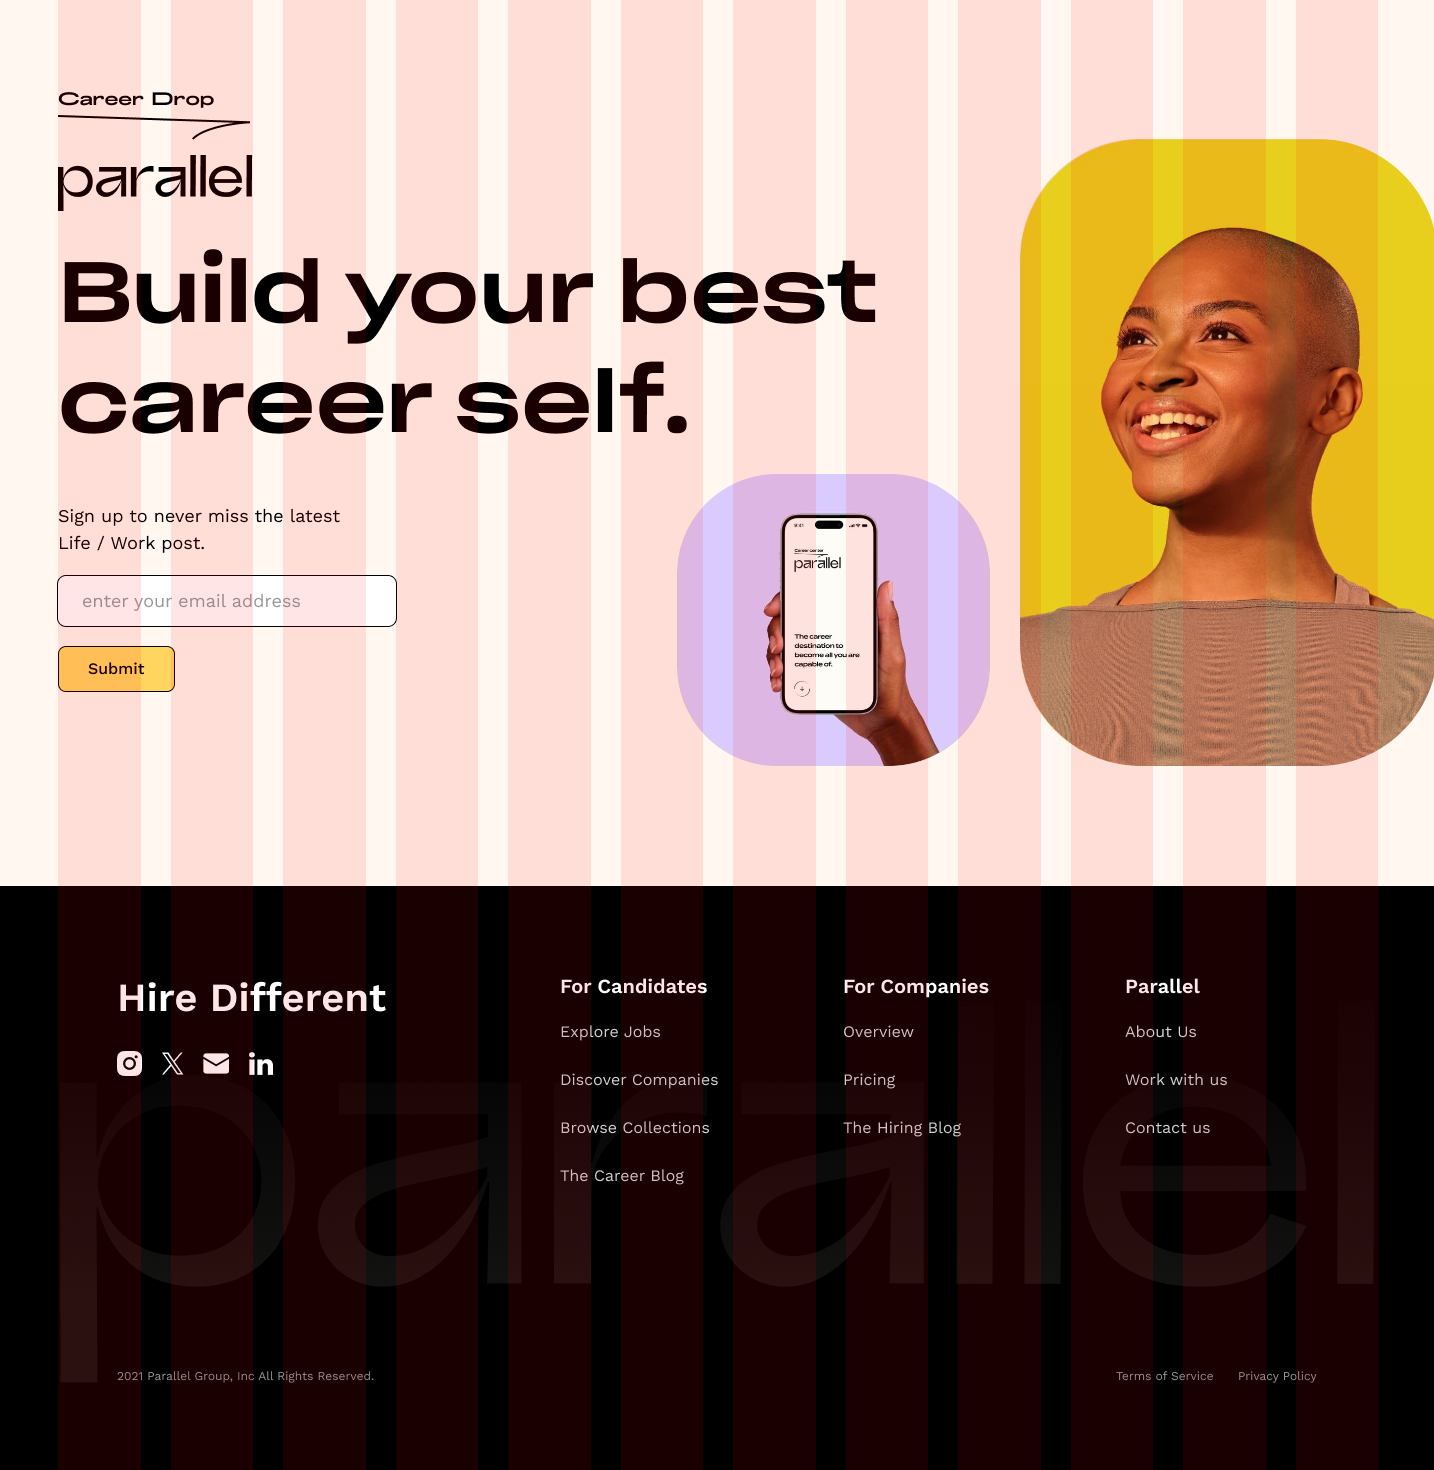 Career Drop
parallel
Build your best
career self.
Sign up to never miss the latest
Life / Work post.
enter your email address
Submit
9:41
Career center
parallel
The career
destination to
become all you are
capable of.
Hire Different
For Candidates
Explore Jobs
Discover Companies
Browse Collections
The Career Blog
For Companies
Overview
Pricing
The Hiring Blog
Parallel
About Us
Work with us
Contact us
parallel
2021 Parallel Group, Inc All Rights Reserved.
Terms of Service
Privacy Policy